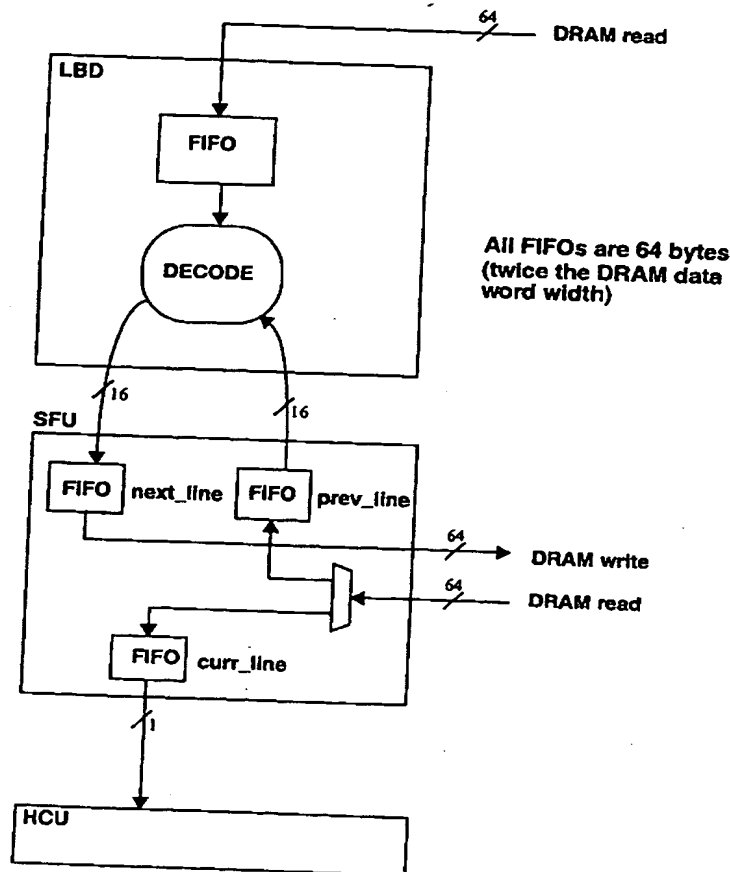 64
DRAM read
LBD
FIFO
DECODE
All FIFOs are 64 bytes
(twice the DRAM data
word width)
16
16
SFU
FIFO next_line
FIFO prev_line
64
DRAM write
64
DRAM read
FIFO curr_line
1
HCU